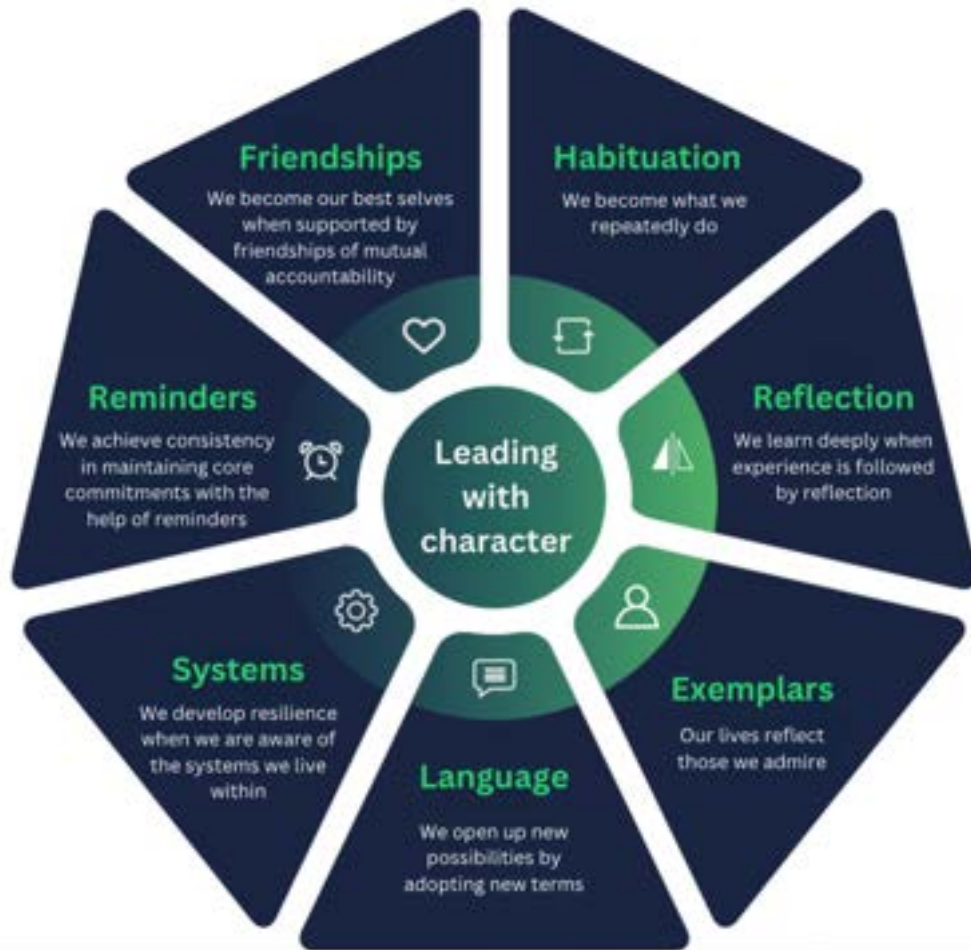 Leading
with
character
Habituation
We become what we
repeatedly do
Reflection
We learn deeply when
experience is followed
by reflection
Exemplars
Our lives reflect
those we admire
Language
We open up new
possibilities by
adopting new terms
Systems
We develop resilience
when we are aware of
the systems we live
within
Reminders
We achieve consistency
in maintaining core
commitments with the
help of reminders
Friendships
We become our best selves
when supported by
friendships of mutual
accountability